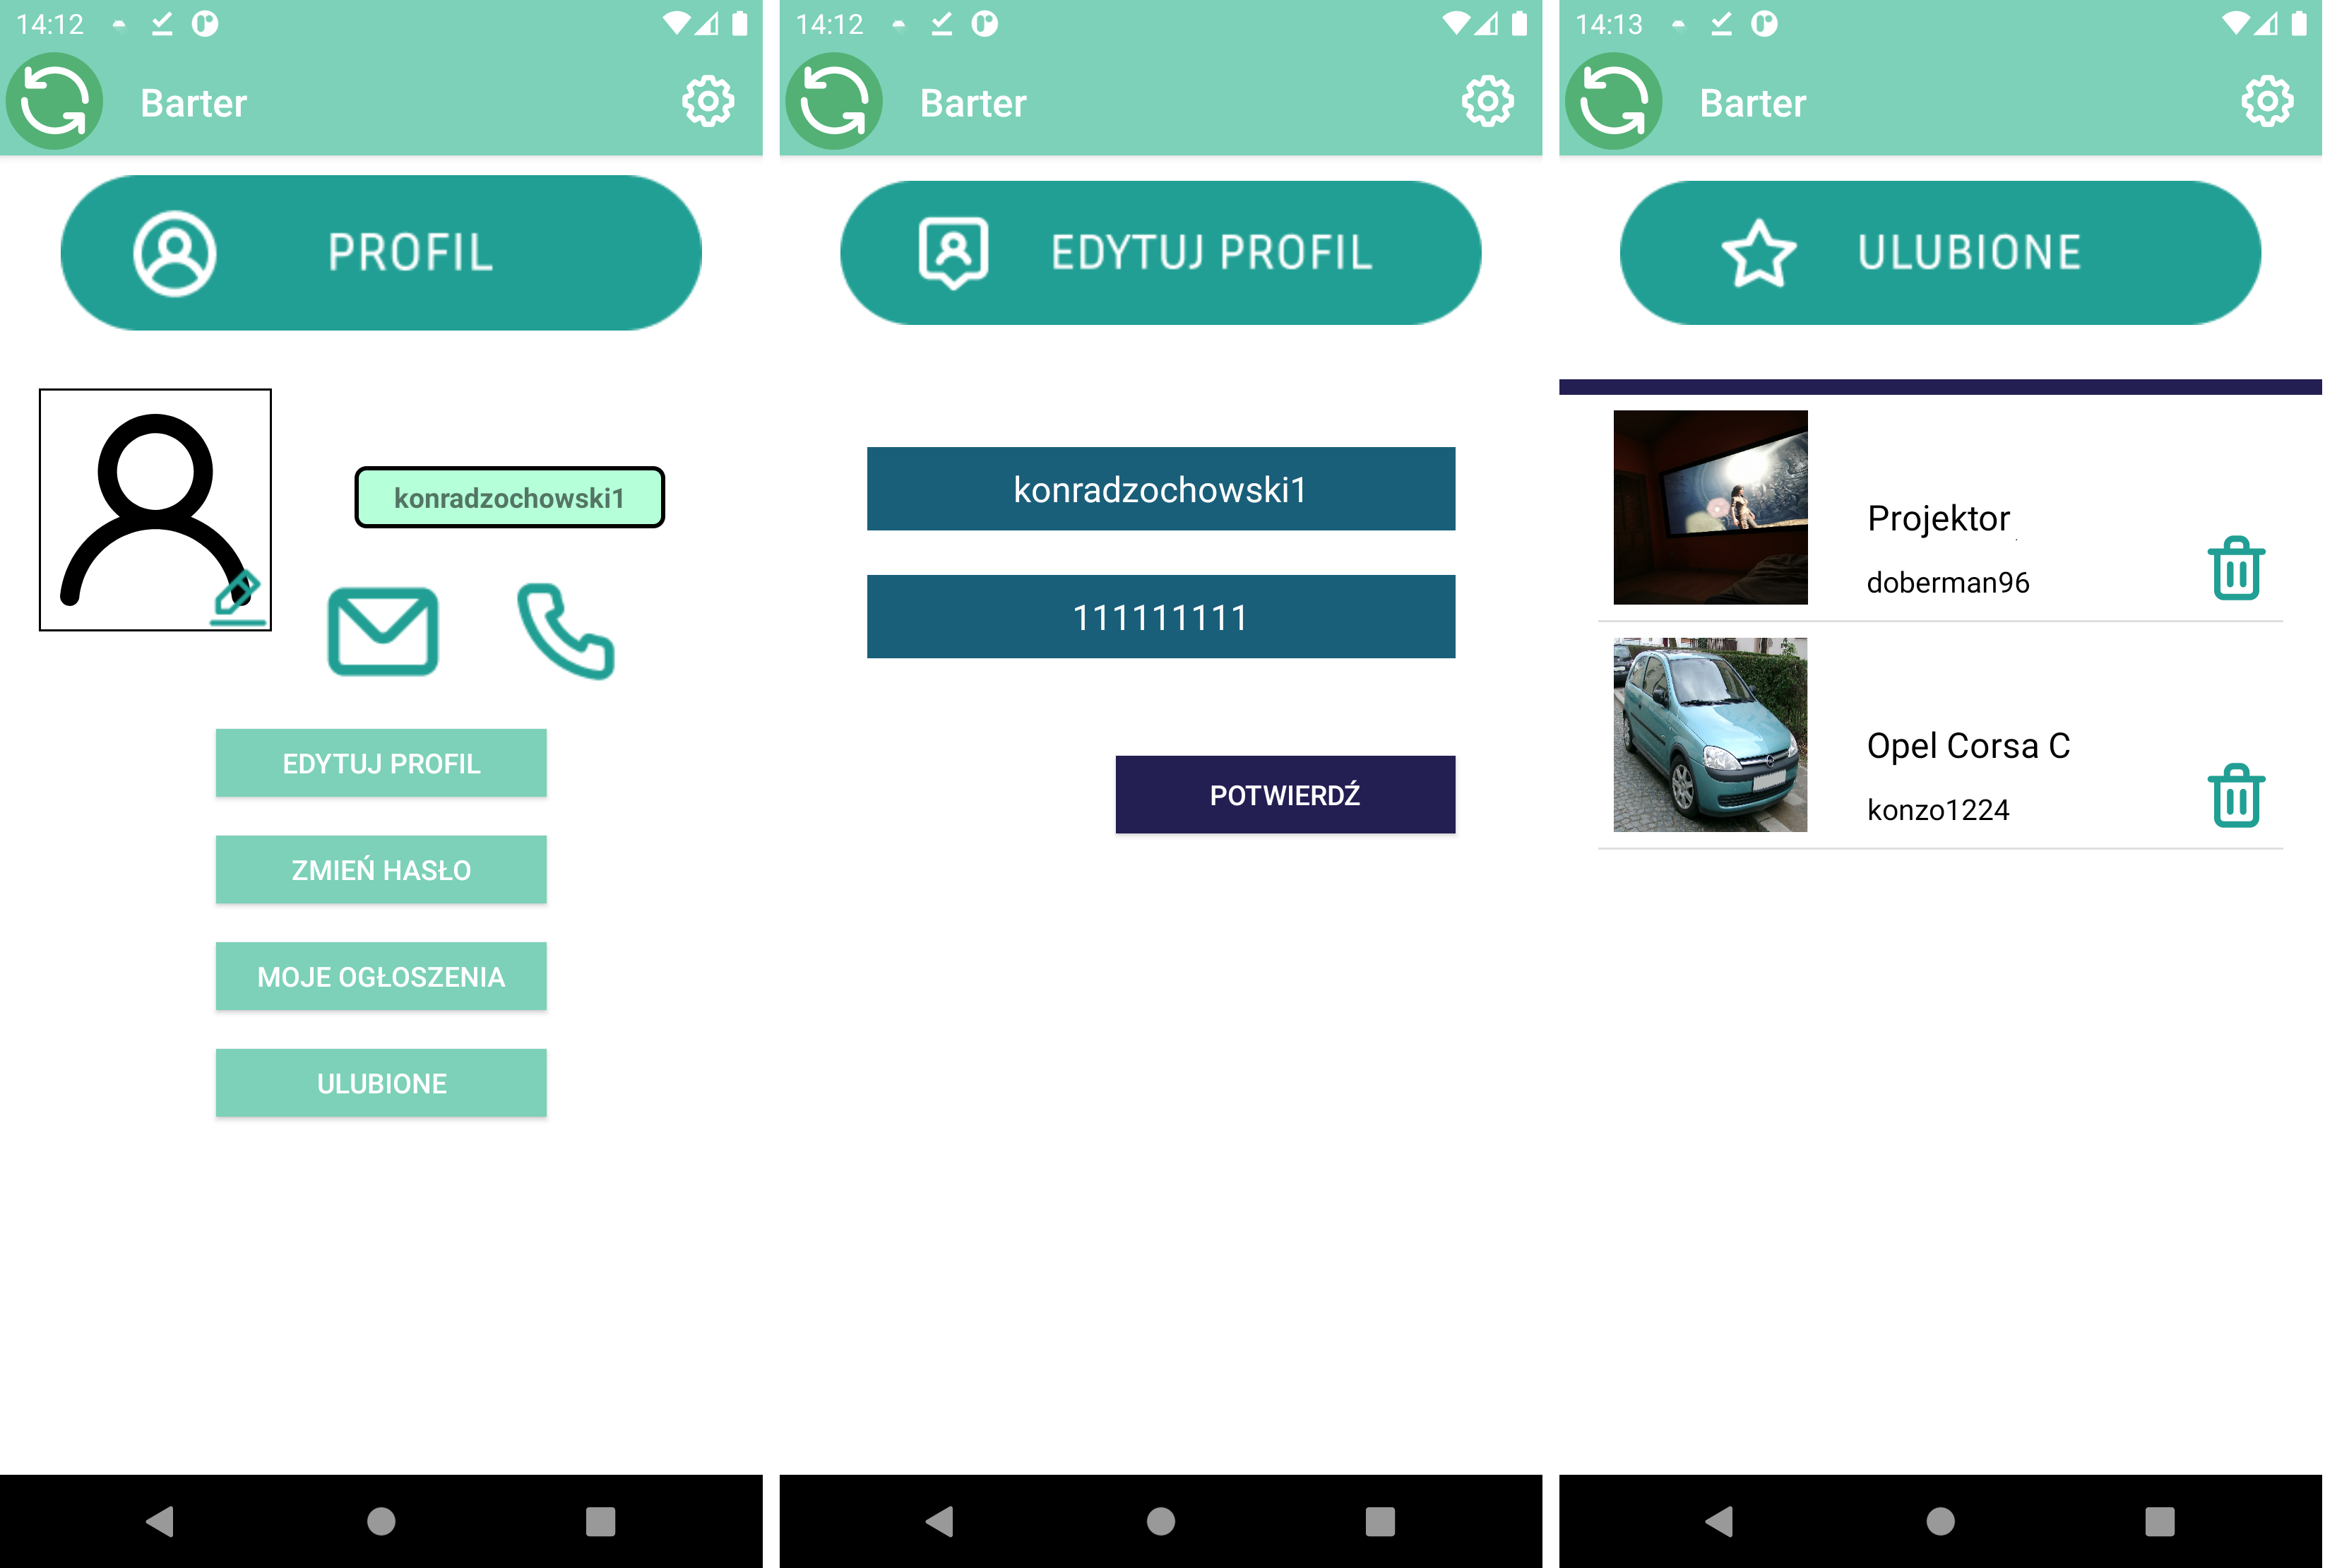 14:12
Barter
PROFIL
konradzochowski1
EDYTUJ PROFIL
ZMIEŃ HASŁO
MOJE OGŁOSZENIA
ULUBIONE
14:12
Barter
EDYTUJ PROFIL
konradzochowski1
111111111
POTWIERDŹ
14:13
Barter
ULUBIONE
Projektor
doberman96
Opel Corsa C
konzo1224